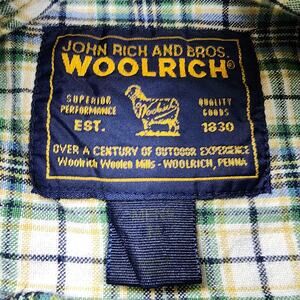 JOHN RICH AND BROS.
WOOLRICH®
SUPERIOR PERFORMANCE
EST.
Woolrich
QUALITY GOODS
1830
OVER A CENTURY OF OUTDOOR EXPERIENCE
Woolrich Woolen Mills - WOOLRICH, PENNA.